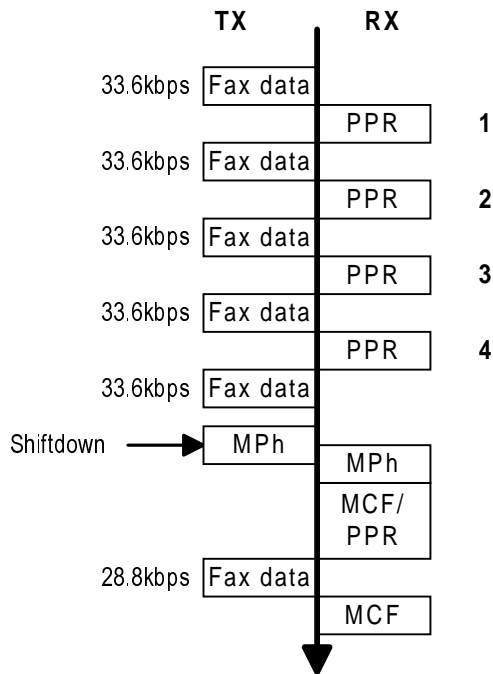 TX RX
33.6kbps Fax data
PPR 1
33.6kbps Fax data
PPR 2
33.6kbps Fax data
PPR 3
33.6kbps Fax data
PPR 4
33.6kbps Fax data
Shiftdown MPh
MPh
MCF/
PPR
28.8kbps Fax data
MCF